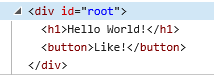 <div id="root">
<h1>Hello World!</h1>
<button>Like!</button>
</div>